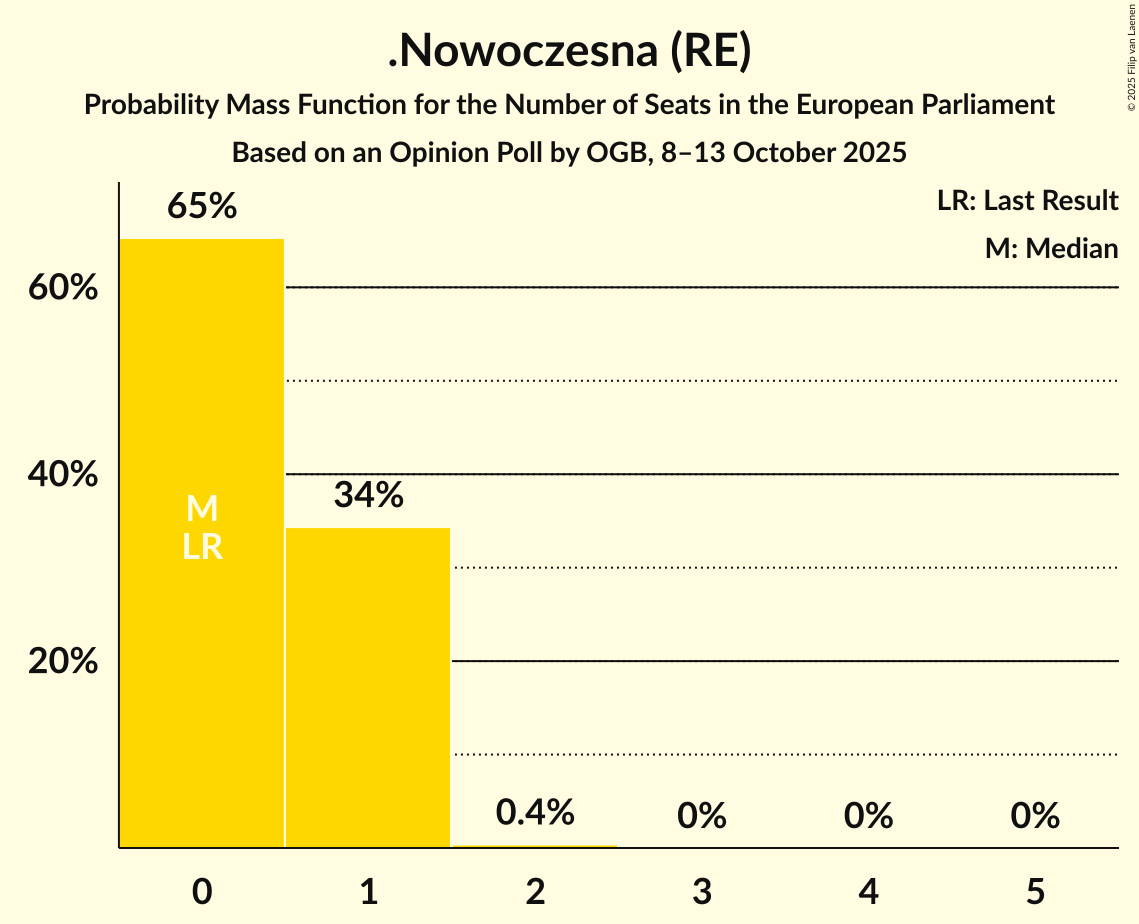 .Nowoczesna (RE)
Probability Mass Function for the Number of Seats in the European Parliament
Based on an Opinion Poll by OGB, 8–13 October 2025
© 2025 Filip van Laenen
LR: Last Result
M: Median
65%
60%
40%
34%
M
LR
20%
0.4%
0%
0%
0%
0
1
2
3
4
5